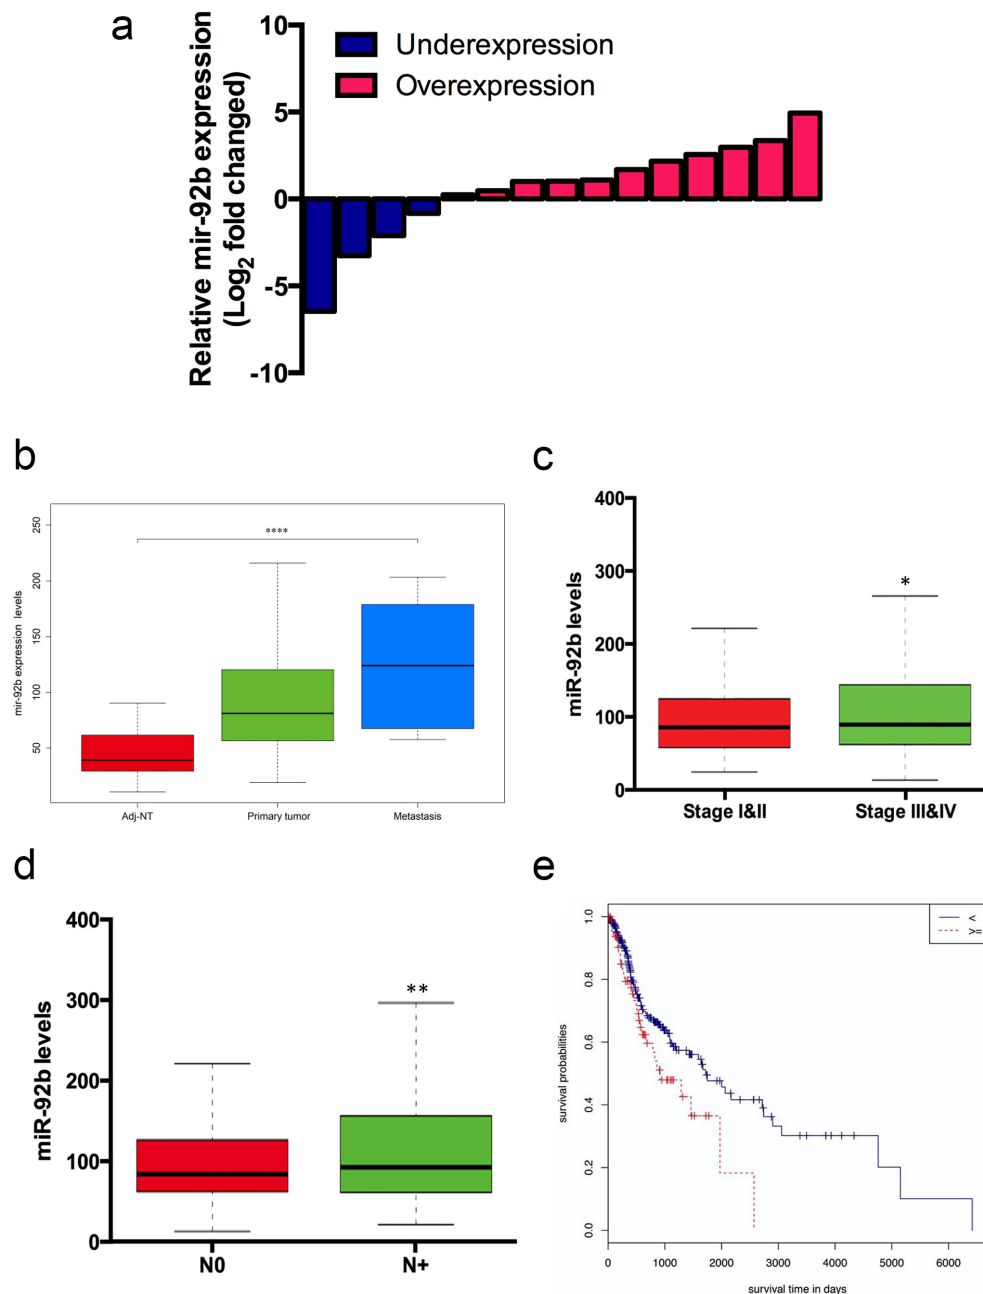 a
Underexpression
Overexpression
Relative mir-92b expression
(Log2 fold changed)
10
5
0
-5
-10
b
mir-92b expression levels
250
200
150
100
50
****
Adj-NT Primary tumor Metastasis
c
miR-92b levels
400
300
200
100
0
*
Stage I&II Stage III&IV
d
miR-92b levels
400
300
200
100
0
**
N0 N+
e
<
>=
survival probabilities
1.0
0.8
0.6
0.4
0.2
0.0
0 1000 2000 3000 4000 5000 6000
survival time in days